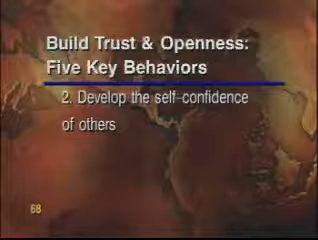 Build Trust & Openness:
Five Key Behaviors
2. Develop the self-confidence
of others
68